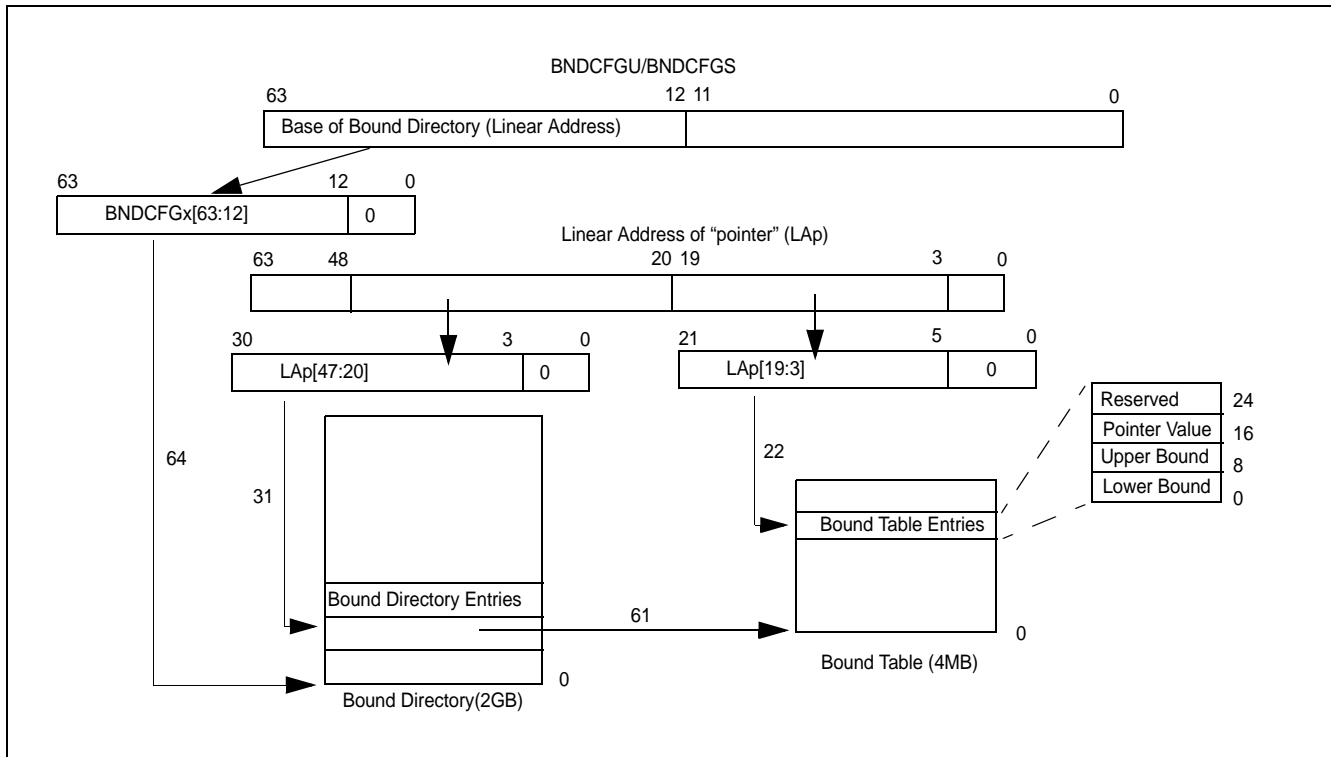 BNDCFGU/BNDCFGS
63 12 11 0
Base of Bound Directory (Linear Address)
63 12 0
BNDCFGx[63:12] 0
Linear Address of “pointer” (LAp)
63 48 20 19 3 0
30 3 0
LAp[47:20] 0
21 5 0
LAp[19:3] 0
Reserved 24
Pointer Value 16
Upper Bound 8
Lower Bound 0
64
31
22
Bound Table Entries
Bound Directory Entries
61
0
Bound Table (4MB)
0
Bound Directory(2GB)